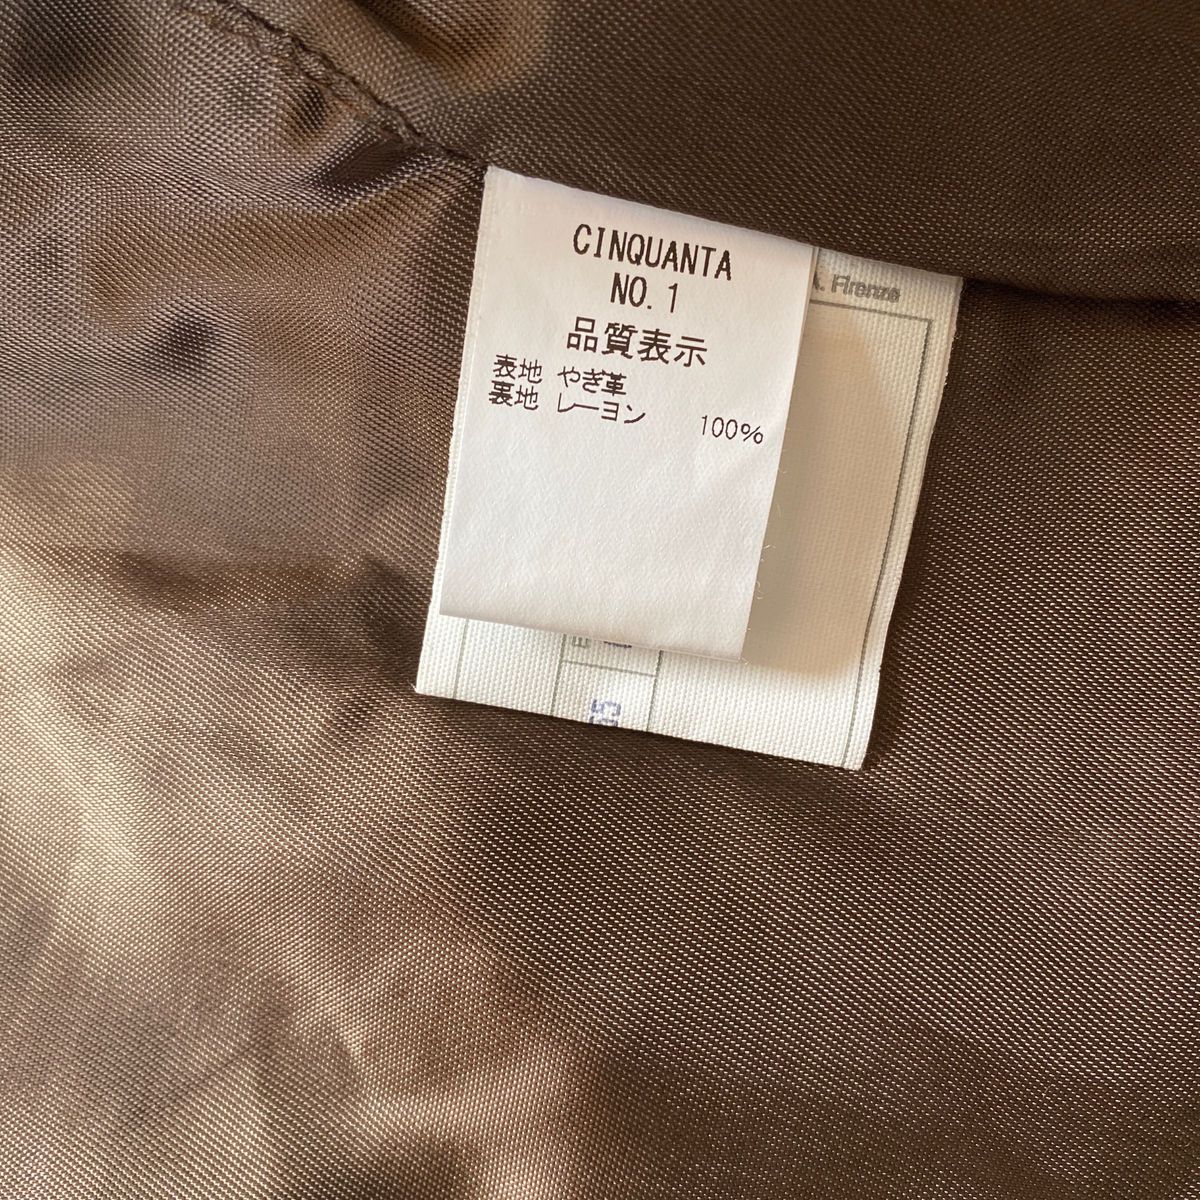 CINQUANTA
NO.1
品質表示
表地 やぎ革
裏地 レーヨン 100%
A. Firenze